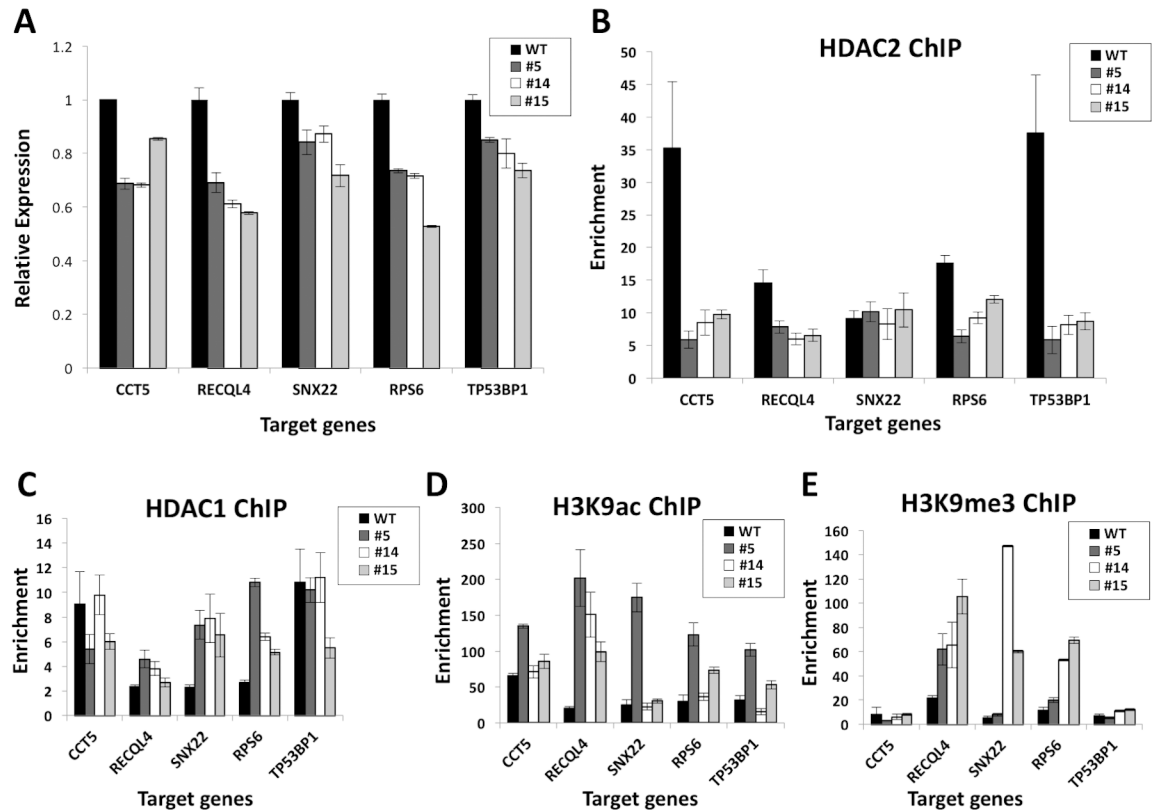 A
Relative Expression
1.2
1
0.8
0.6
0.4
0.2
0
WT
#5
#14
#15
CCT5 RECQL4 SNX22 RPS6 TP53BP1
Target genes
B
HDAC2 ChIP
Enrichment
50
45
40
35
30
25
20
15
10
5
0
WT
#5
#14
#15
CCT5 RECQL4 SNX22 RPS6 TP53BP1
Target genes
C
HDAC1 ChIP
Enrichment
16
14
12
10
8
6
4
2
0
WT
#5
#14
#15
CCT5 RECQL4 SNX22 RPS6 TP53BP1
Target genes
D
H3K9ac ChIP
Enrichment
300
250
200
150
100
50
0
WT
#5
#14
#15
CCT5 RECQL4 SNX22 RPS6 TP53BP1
Target genes
E
H3K9me3 ChIP
Enrichment
160
140
120
100
80
60
40
20
0
WT
#5
#14
#15
CCT5 RECQL4 SNX22 RPS6 TP53BP1
Target genes